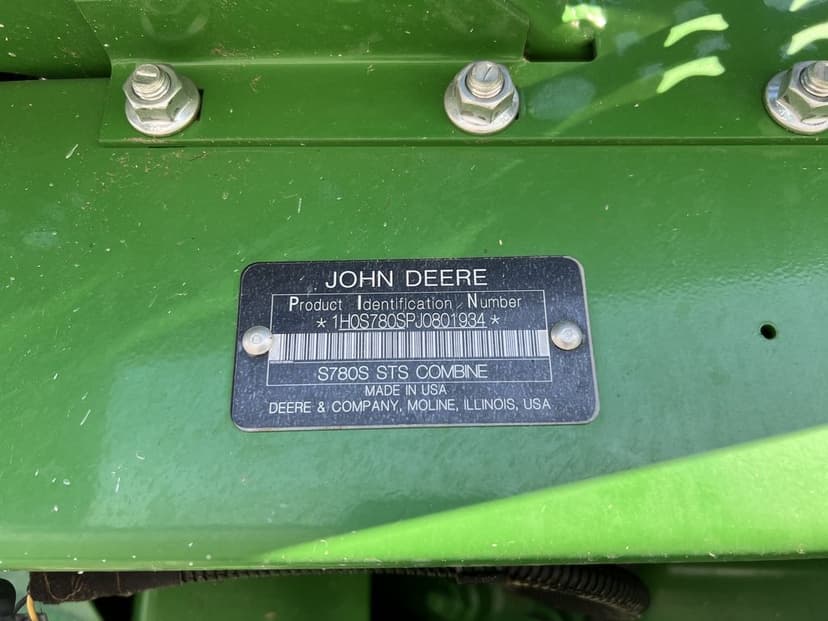 JOHN DEERE
Product Identification Number
*1H0S780SPJ0801934*
S780S STS COMBINE
MADE IN USA
DEERE & COMPANY, MOLINE, ILLINOIS, USA